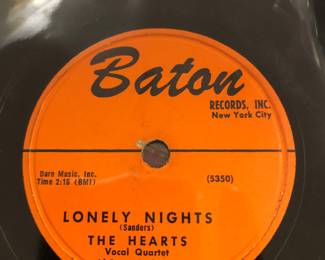 Baton
RECORDS, INC.
New York City
Dare Music, Inc.
Time 2:16 (BMI)
(5350)
LONELY NIGHTS
(Sanders)
THE HEARTS
Vocal Quartet